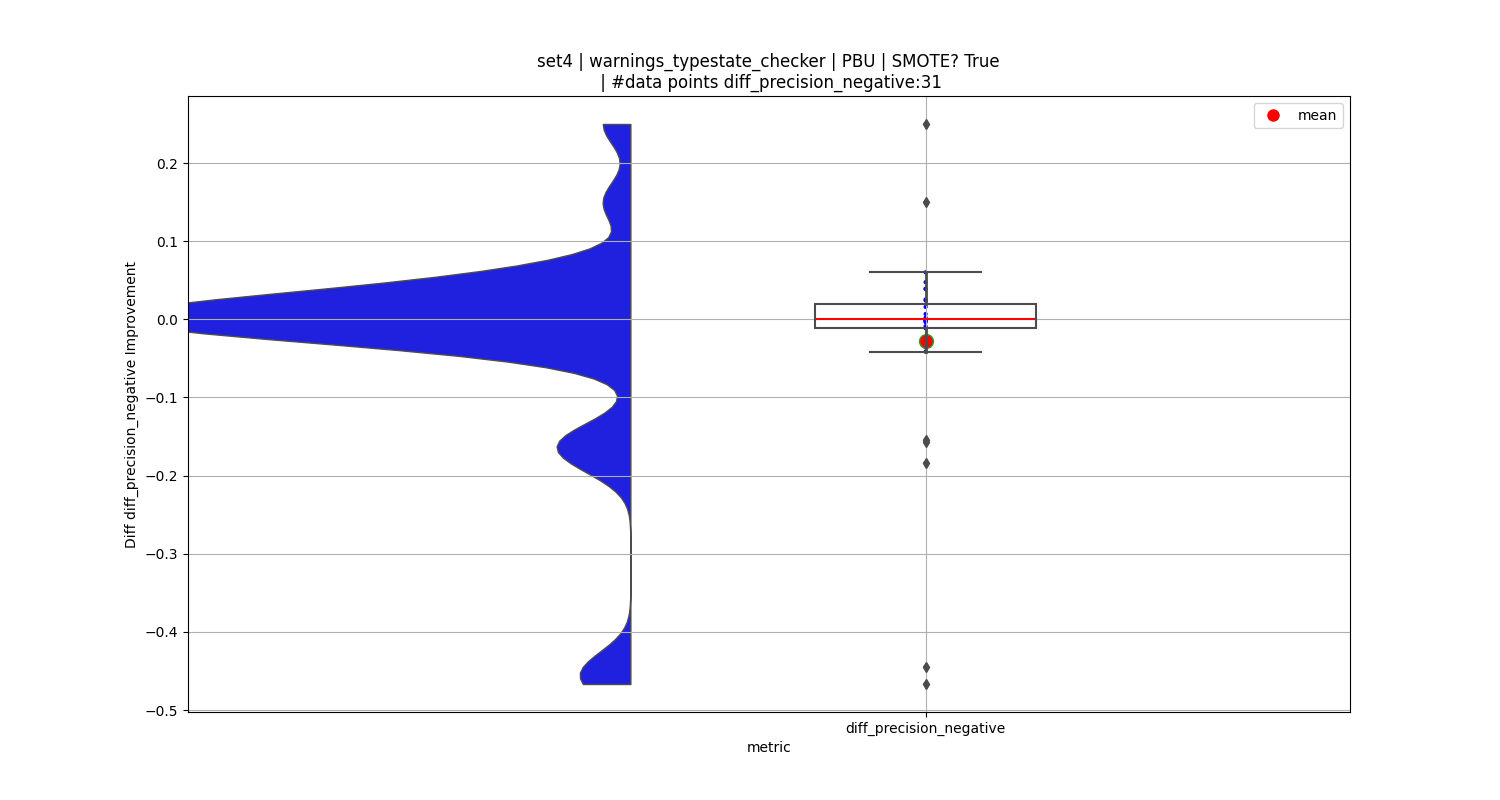 set4 | warnings_typestate_checker | PBU | SMOTE? True
| #data points diff_precision_negative:31
mean
0.2
0.1
0.0
−0.1
−0.2
−0.3
−0.4
−0.5
Diff diff_precision_negative Improvement
diff_precision_negative
metric